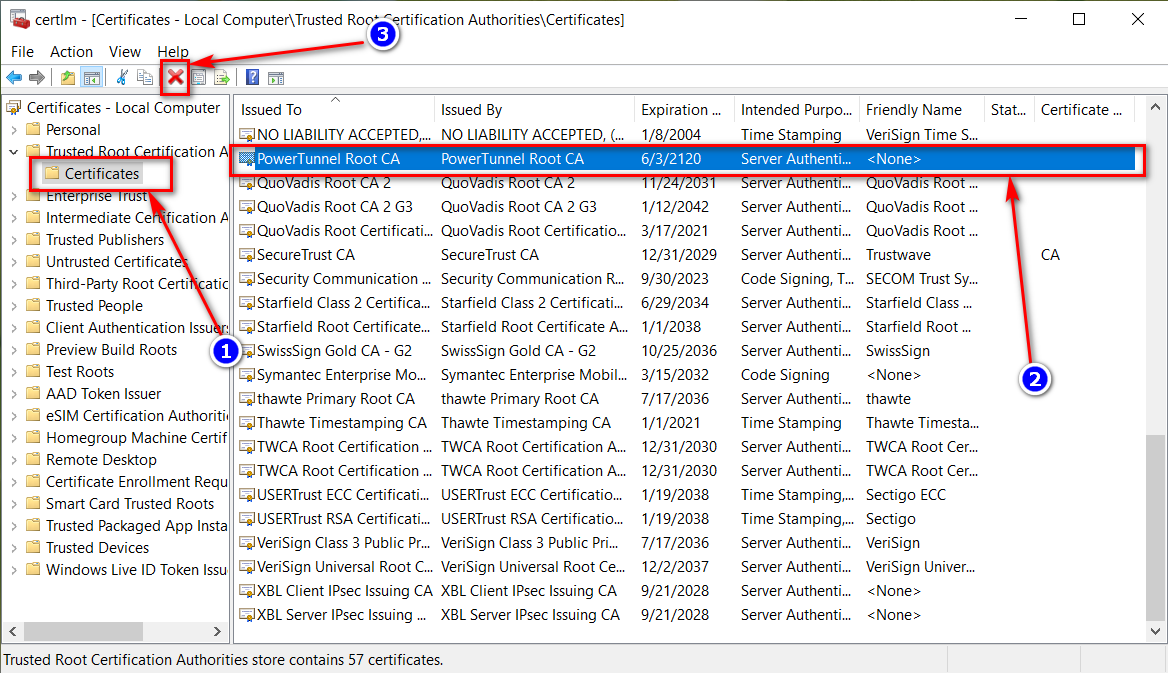 certlm - [Certificates - Local Computer\Trusted Root Certification Authorities\Certificates]
3
File Action View Help
Certificates - Local Computer
Personal
Trusted Root Certification A
Certificates
Enterprise Trust
Intermediate Certification A
Trusted Publishers
Untrusted Certificates
Third-Party Root Certificatic
Trusted People
Client Authentication Issuers
Preview Build Roots
Test Roots
AAD Token Issuer
eSIM Certification Authoriti
Homegroup Machine Certif
Remote Desktop
Certificate Enrollment Requ
Smart Card Trusted Roots
Trusted Packaged App Insta
Trusted Devices
Windows Live ID Token Issu
1
Issued To Issued By Expiration ... Intended Purpo... Friendly Name Stat... Certificate ...
NO LIABILITY ACCEPTED,... NO LIABILITY ACCEPTED, (... 1/8/2004 Time Stamping VeriSign Time S...
PowerTunnel Root CA PowerTunnel Root CA 6/3/2120 Server Authenti... <None>
QuoVadis Root CA 2 QuoVadis Root CA 2 11/24/2031 Server Authenti... QuoVadis Root ...
QuoVadis Root CA 2 G3 QuoVadis Root CA 2 G3 1/12/2042 Server Authenti... QuoVadis Root ...
QuoVadis Root Certificati... QuoVadis Root Certificatio... 3/17/2021 Server Authenti... QuoVadis Root ...
SecureTrust CA SecureTrust CA 12/31/2029 Server Authenti... Trustwave CA
Security Communication ... Security Communication R... 9/30/2023 Code Signing, T... SECOM Trust Sy...
Starfield Class 2 Certifica... Starfield Class 2 Certificati... 6/29/2034 Server Authenti... Starfield Class ...
Starfield Root Certificate... Starfield Root Certificate A... 1/1/2038 Server Authenti... Starfield Root ...
SwissSign Gold CA - G2 SwissSign Gold CA - G2 10/25/2036 Server Authenti... SwissSign
Symantec Enterprise Mo... Symantec Enterprise Mobil... 3/15/2032 Code Signing <None>
2
thawte Primary Root CA thawte Primary Root CA 7/17/2036 Server Authenti... thawte
Thawte Timestamping CA Thawte Timestamping CA 1/1/2021 Time Stamping Thawte Timesta...
TWCA Root Certification ... TWCA Root Certification A... 12/31/2030 Server Authenti... TWCA Root Cer...
TWCA Root Certification ... TWCA Root Certification A... 12/31/2030 Server Authenti... TWCA Root Cer...
USERTrust ECC Certificati... USERTrust ECC Certificatio... 1/19/2038 Time Stamping,... Sectigo ECC
USERTrust RSA Certificati... USERTrust RSA Certificatio... 1/19/2038 Time Stamping,... Sectigo
VeriSign Class 3 Public Pr... VeriSign Class 3 Public Pri... 7/17/2036 Server Authenti... VeriSign
VeriSign Universal Root C... VeriSign Universal Root Ce... 12/2/2037 Server Authenti... VeriSign Univer...
XBL Client IPsec Issuing CA XBL Client IPsec Issuing CA 9/21/2028 Server Authenti... <None>
XBL Server IPsec Issuing ... XBL Server IPsec Issuing CA 9/21/2028 Server Authenti... <None>
Trusted Root Certification Authorities store contains 57 certificates.